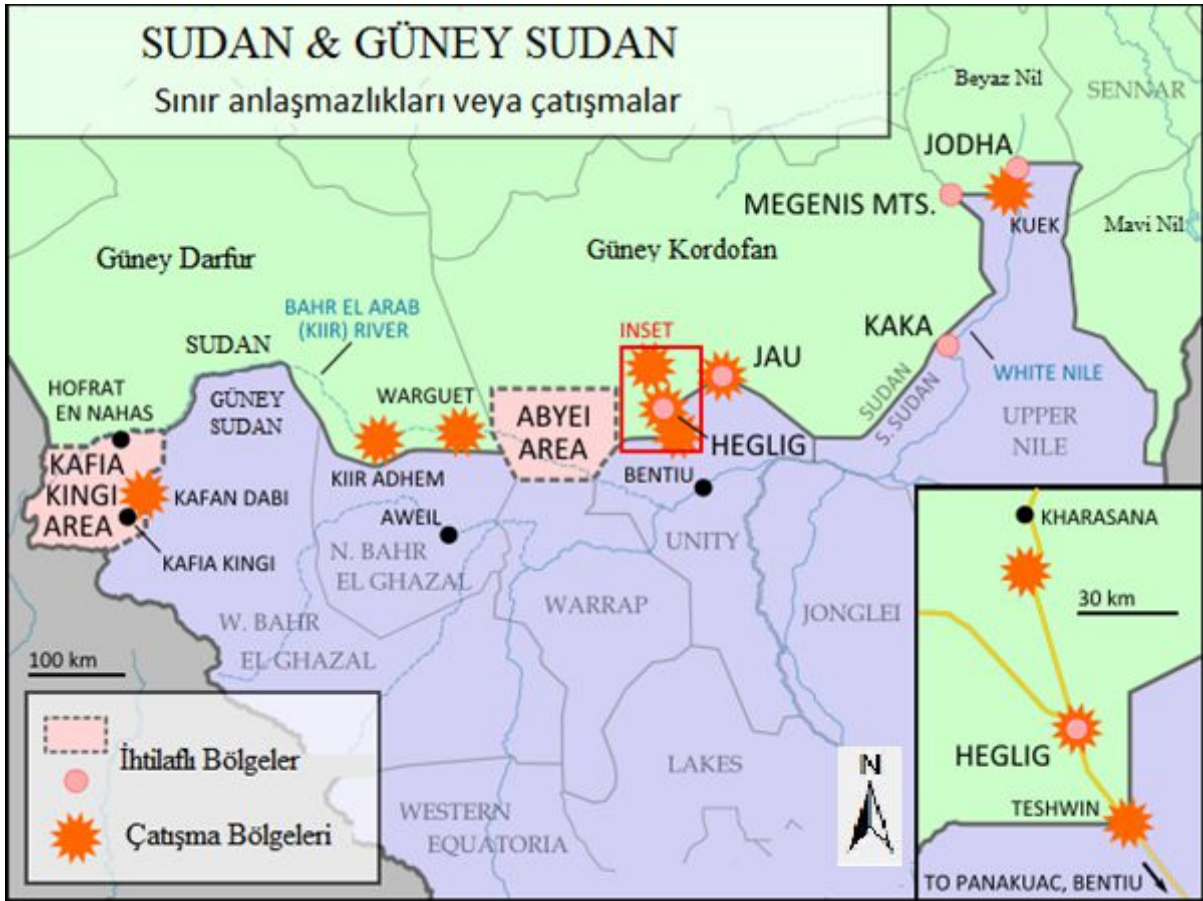 SUDAN & GÜNEY SUDAN
Sınır anlaşmazlıkları veya çatışmalar
Beyaz Nil
SENNAR
JODHA
MEGENIS MTS.
KUEK
Mavi Nil
Güney Darfur
Güney Kordofan
BAHR EL ARAB
(KIIR) RIVER
INSET
JAU
KAKA
WHITE NILE
SUDAN
GÜNEY
SUDAN
SUDAN
S. SUDAN
UPPER
NILE
HOFRAT
EN NAHAS
WARGUET
ABYEI
AREA
HEGLIG
KAFIA
KINGI
AREA
KAFAN DABI
KIIR ADHEM
BENTIU
AWEIL
KAFIA KINGI
N. BAHR
EL GHAZAL
UNITY
WARRAP
JONGLEI
W. BAHR
EL GHAZAL
100 km
LAKES
WESTERN
EQUATORIA
N
İhtilaflı Bölgeler
Çatışma Bölgeleri
KHARASANA
30 km
HEGLIG
TESHWIN
TO PANAKUAC, BENTIU